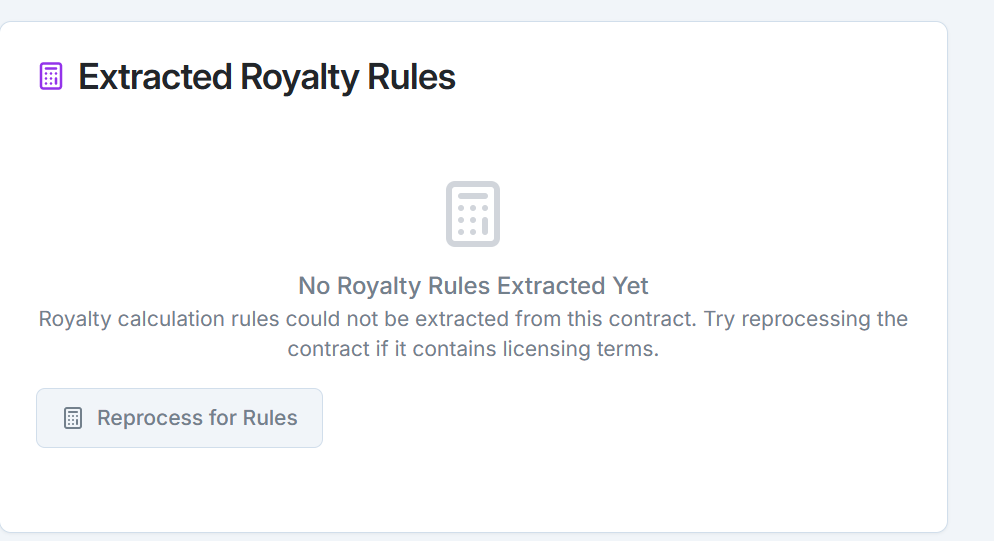 Extracted Royalty Rules
No Royalty Rules Extracted Yet
Royalty calculation rules could not be extracted from this contract. Try reprocessing the
contract if it contains licensing terms.
Reprocess for Rules